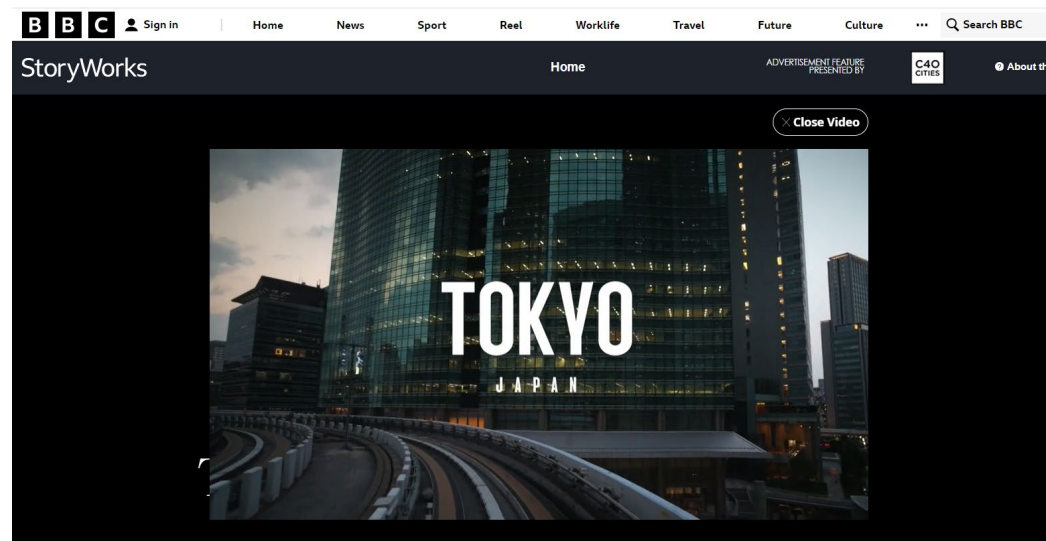 BBC Sign in Home News Sport Reel Worklife Travel Future Culture ... Search BBC
StoryWorks Home ADVERTISEMENT FEATURE PRESENTED BY C40 CITIES About th
Close Video
TOKYO
JAPAN